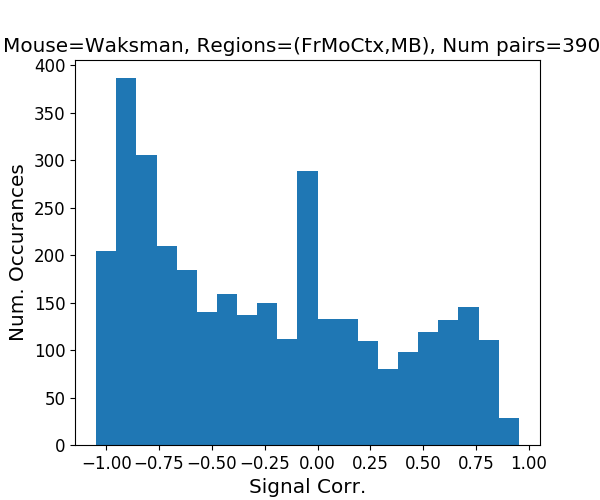 Mouse=Waksman, Regions=(FrMoCtx,MB), Num pairs=390
400
350
300
250
200
150
100
50
0
Num. Occurances
−1.00 −0.75 −0.50 −0.25 0.00 0.25 0.50 0.75 1.00
Signal Corr.